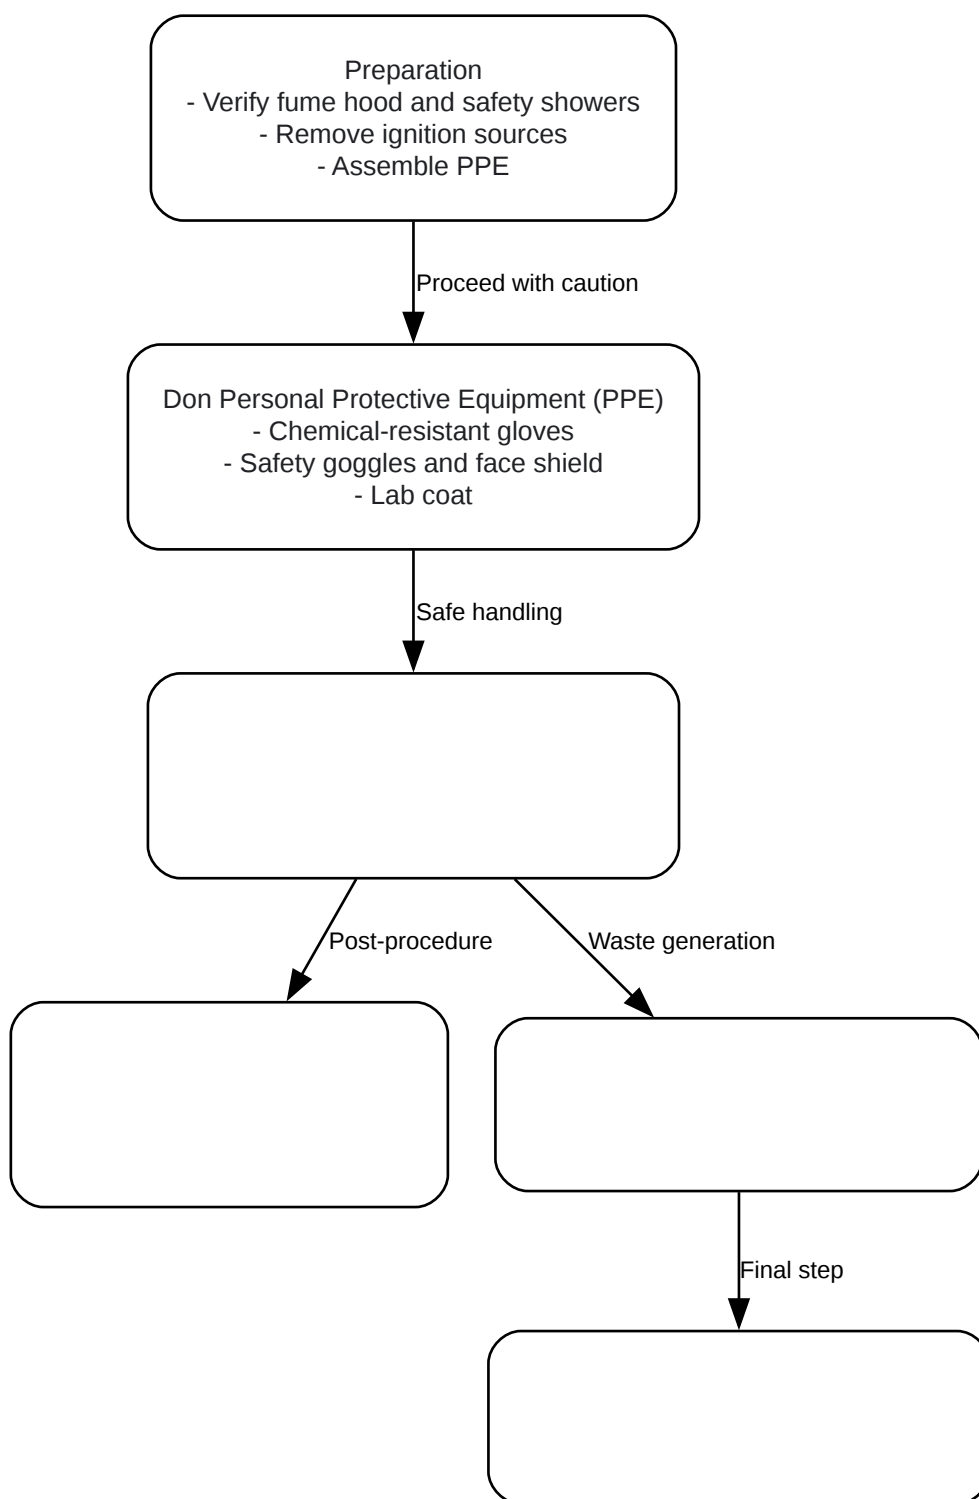 Preparation
- Verify fume hood and safety showers
- Remove ignition sources
- Assemble PPE
Proceed with caution
Don Personal Protective Equipment (PPE)
- Chemical-resistant gloves
- Safety goggles and face shield
- Lab coat
Safe handling
Post-procedure
Waste generation
Final step